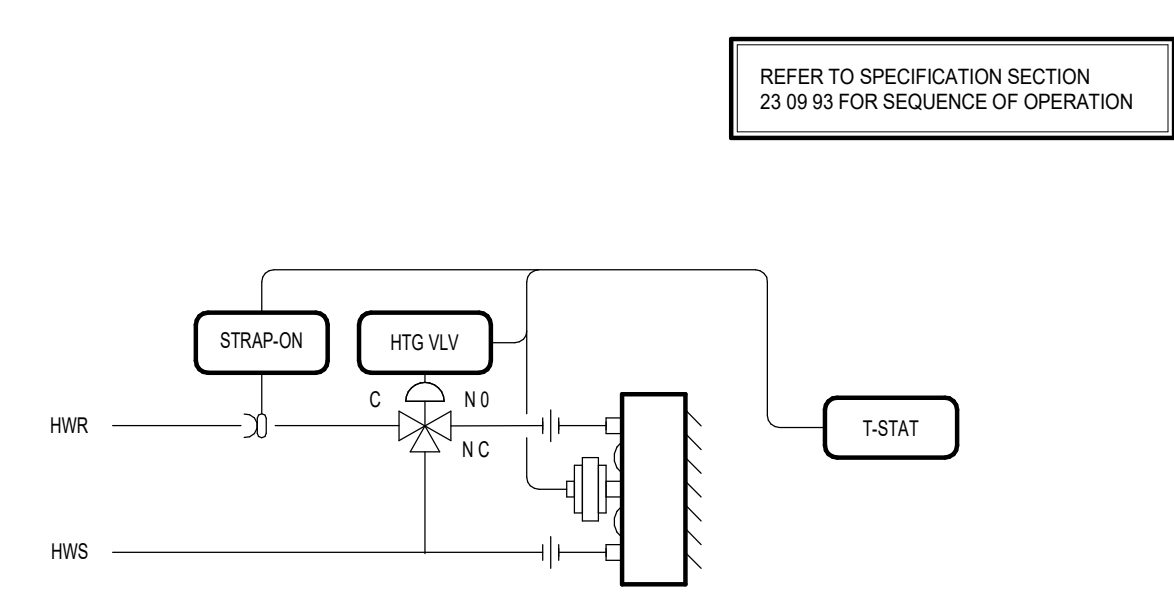 REFER TO SPECIFICATION SECTION
23 09 93 FOR SEQUENCE OF OPERATION
STRAP-ON
HTG VLV
C
N 0
HWR
T-STAT
N C
HWS